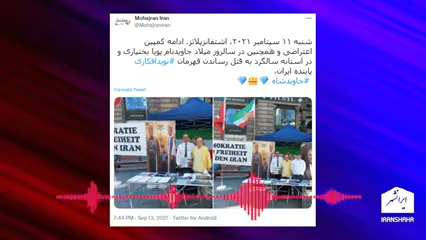 Mohajran Iran
@MohajranIran
شنبه ۱۱ سپتامبر ۲۰۲۱، اشتفانزپلاتز. ادامه کمپین
اعتراضی و همچنین در سالروز میلاد جاویدنام پویا بختیاری و
در آستانه سالگرد به قتل رساندن قهرمان #نویدافکاری
پاینده ایران،
#جاویدشاه
Translate Tweet
KRATIE
FREIHEIT
DEN IRAN
MOKRATIE
D FREIHEIT
R DEN IRAN
7:44 PM · Sep 13, 2021 · Twitter for Android
ایرانشهر
IRANSHAHR